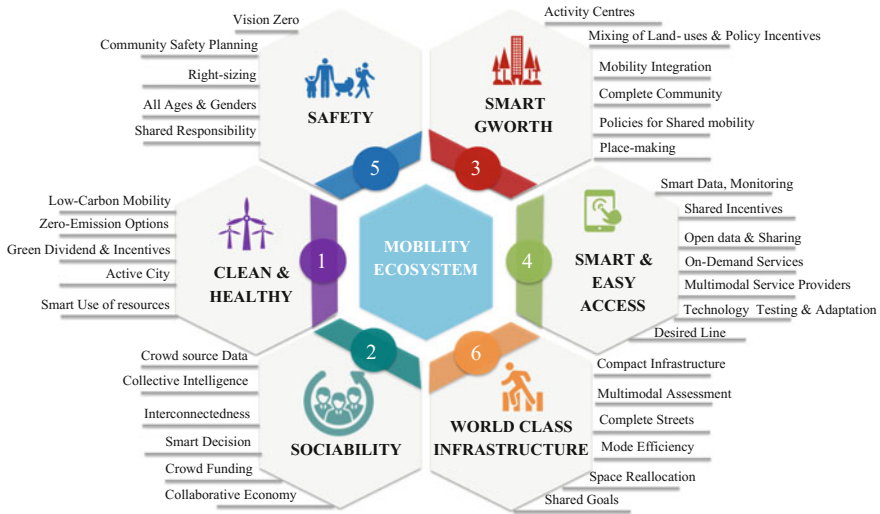 Vision Zero
Community Safety Planning
Right-sizing
All Ages & Genders
Shared Responsibility
SAFETY
5
Activity Centres
Mixing of Land- uses & Policy Incentives
Mobility Integration
Complete Community
Policies for Shared mobility
Place-making
SMART
GWORTH
3
Low-Carbon Mobility
Zero-Emission Options
Green Dividend & Incentives
Active City
Smart Use of resources
CLEAN &
HEALTHY
1
MOBILITY
ECOSYSTEM
4
SMART &
EASY
ACCESS
Smart Data, Monitoring
Shared Incentives
Open data & Sharing
On-Demand Services
Multimodal Service Providers
Technology Testing & Adaptation
Desired Line
Crowd source Data
Collective Intelligence
Interconnectedness
Smart Decision
Crowd Funding
Collaborative Economy
SOCIABILITY
2
6
WORLD CLASS
INFRASTRUCTURE
Compact Infrastructure
Multimodal Assessment
Complete Streets
Mode Efficiency
Space Reallocation
Shared Goals